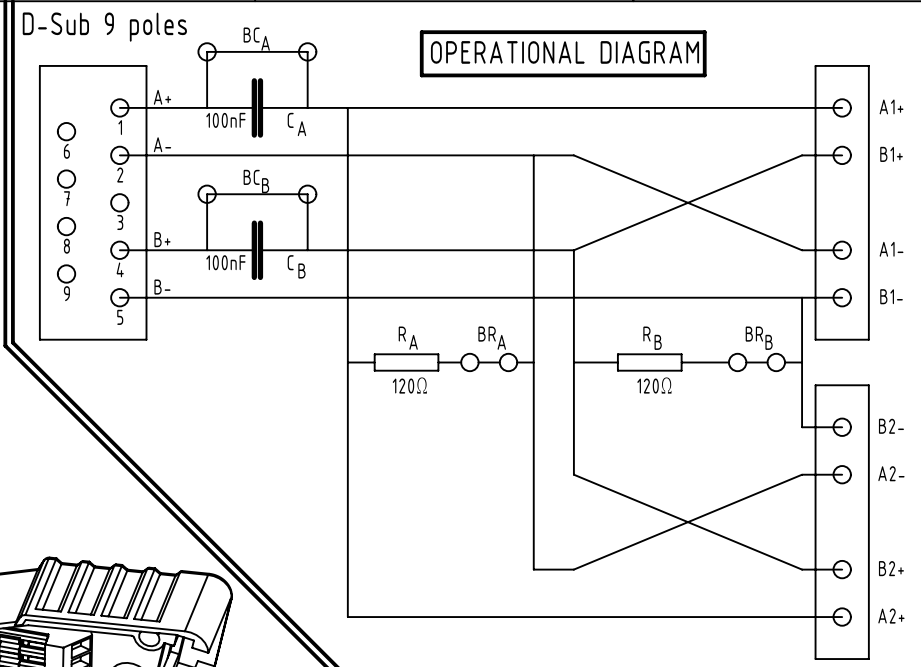 D-Sub 9 poles
OPERATIONAL DIAGRAM
BCA
A+
100nF
CA
1
6
A-
2
7
BCB
3
8
B+
100nF
CB
4
9
B-
5
A1+
B1+
A1-
B1-
RA
BRA
120Ω
RB
BRB
120Ω
B2-
A2-
B2+
A2+